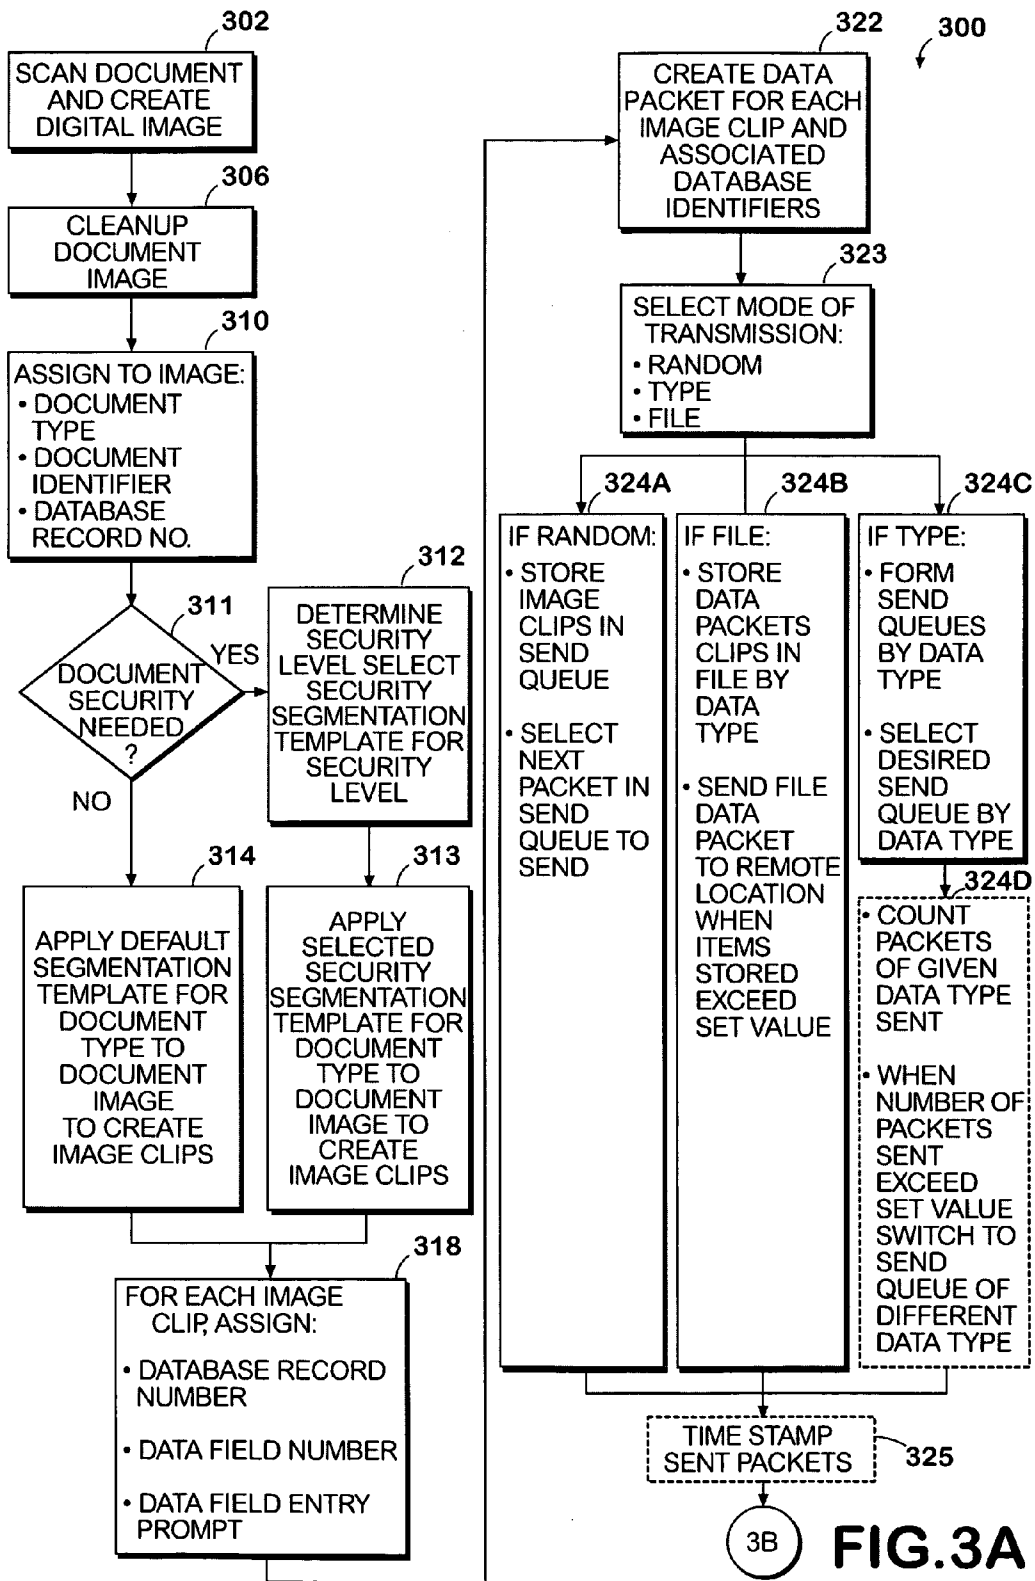 302
SCAN DOCUMENT
AND CREATE
DIGITAL IMAGE
306
CLEANUP
DOCUMENT
IMAGE
310
ASSIGN TO IMAGE:
• DOCUMENT
TYPE
• DOCUMENT
IDENTIFIER
• DATABASE
RECORD NO.
311
DOCUMENT
SECURITY
NEEDED
?
YES
NO
312
DETERMINE
SECURITY
LEVEL SELECT
SECURITY
SEGMENTATION
TEMPLATE FOR
SECURITY
LEVEL
314
APPLY DEFAULT
SEGMENTATION
TEMPLATE FOR
DOCUMENT
TYPE TO
DOCUMENT
IMAGE
TO CREATE
IMAGE CLIPS
313
APPLY
SELECTED
SECURITY
SEGMENTATION
TEMPLATE FOR
DOCUMENT
TYPE TO
DOCUMENT
IMAGE TO
CREATE
IMAGE CLIPS
318
FOR EACH IMAGE
CLIP, ASSIGN:
• DATABASE RECORD
NUMBER
• DATA FIELD NUMBER
• DATA FIELD ENTRY
PROMPT
300
322
CREATE DATA
PACKET FOR EACH
IMAGE CLIP AND
ASSOCIATED
DATABASE
IDENTIFIERS
323
SELECT MODE OF
TRANSMISSION:
• RANDOM
• TYPE
• FILE
324A
IF RANDOM:
• STORE
IMAGE
CLIPS IN
SEND
QUEUE
• SELECT
NEXT
PACKET IN
SEND
QUEUE TO
SEND
324B
IF FILE:
• STORE
DATA
PACKETS
CLIPS IN
FILE BY
DATA
TYPE
• SEND FILE
DATA
PACKET
TO REMOTE
LOCATION
WHEN
ITEMS
STORED
EXCEED
SET VALUE
324C
IF TYPE:
• FORM
SEND
QUEUES
BY DATA
TYPE
• SELECT
DESIRED
SEND
QUEUE BY
DATA TYPE
324D
• COUNT
PACKETS
OF GIVEN
DATA TYPE
SENT
• WHEN
NUMBER OF
PACKETS
SENT
EXCEED
SET VALUE
SWITCH TO
SEND
QUEUE OF
DIFFERENT
DATA TYPE
TIME STAMP
SENT PACKETS
325
3B
FIG.3A